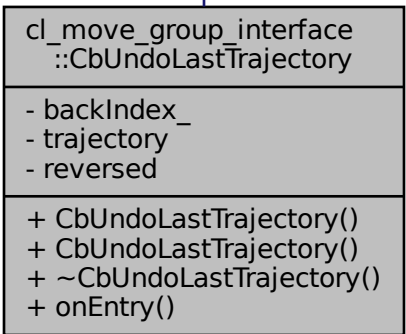 cl_move_group_interface
::CbUndoLastTrajectory
- backIndex_
- trajectory
- reversed
+ CbUndoLastTrajectory()
+ CbUndoLastTrajectory()
+ ~CbUndoLastTrajectory()
+ onEntry()